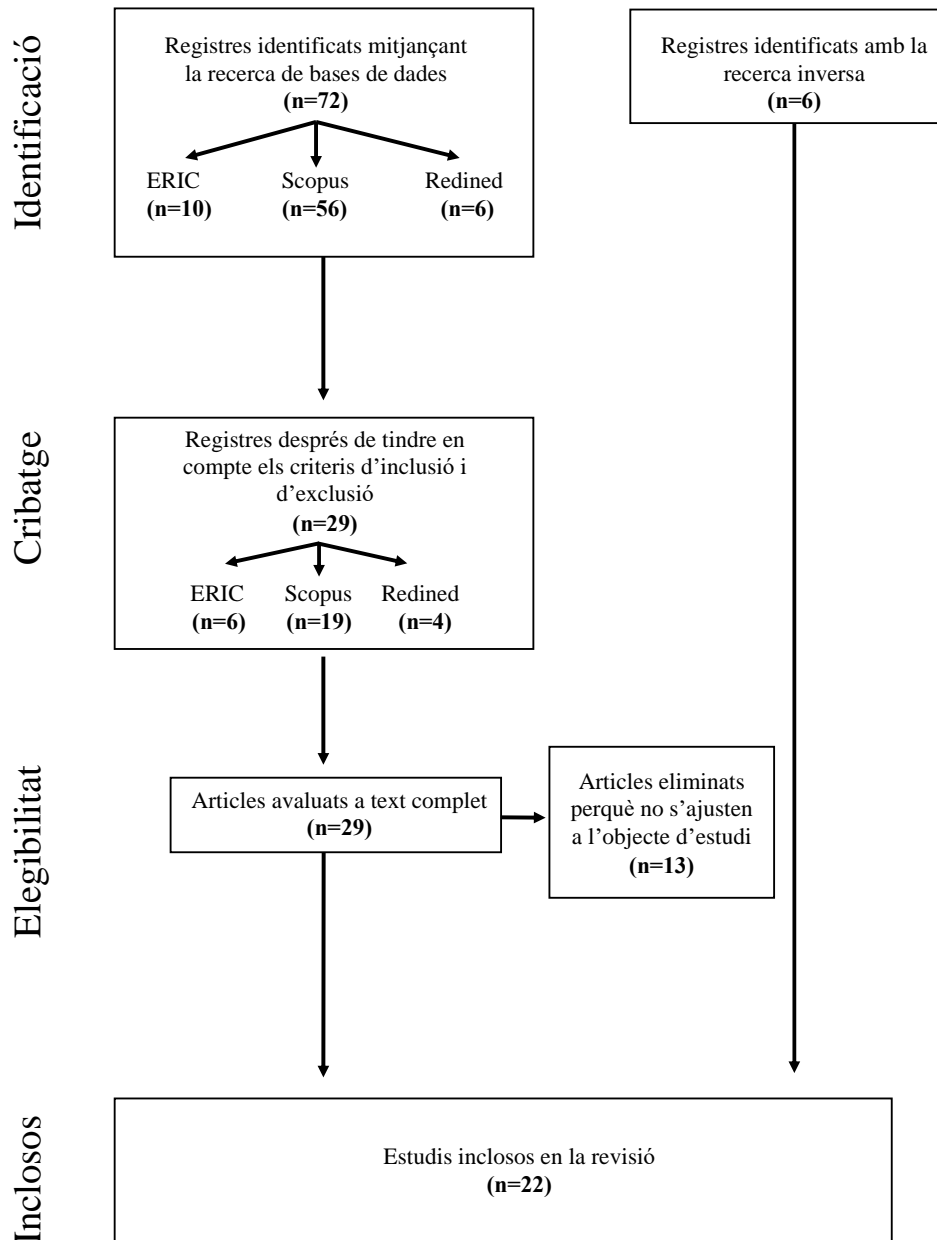 Identificació
Registres identificats mitjançant
la recerca de bases de dades
(n=72)
ERIC
(n=10)
Scopus
(n=56)
Redined
(n=6)
Registres identificats amb la
recerca inversa
(n=6)
Cribatge
Registres després de tindre en
compte els criteris d’inclusió i
d’exclusió
(n=29)
ERIC
(n=6)
Scopus
(n=19)
Redined
(n=4)
Elegibilitat
Articles avaluats a text complet
(n=29)
Articles eliminats
perquè no s’ajusten
a l’objecte d’estudi
(n=13)
Inclosos
Estudis inclosos en la revisió
(n=22)